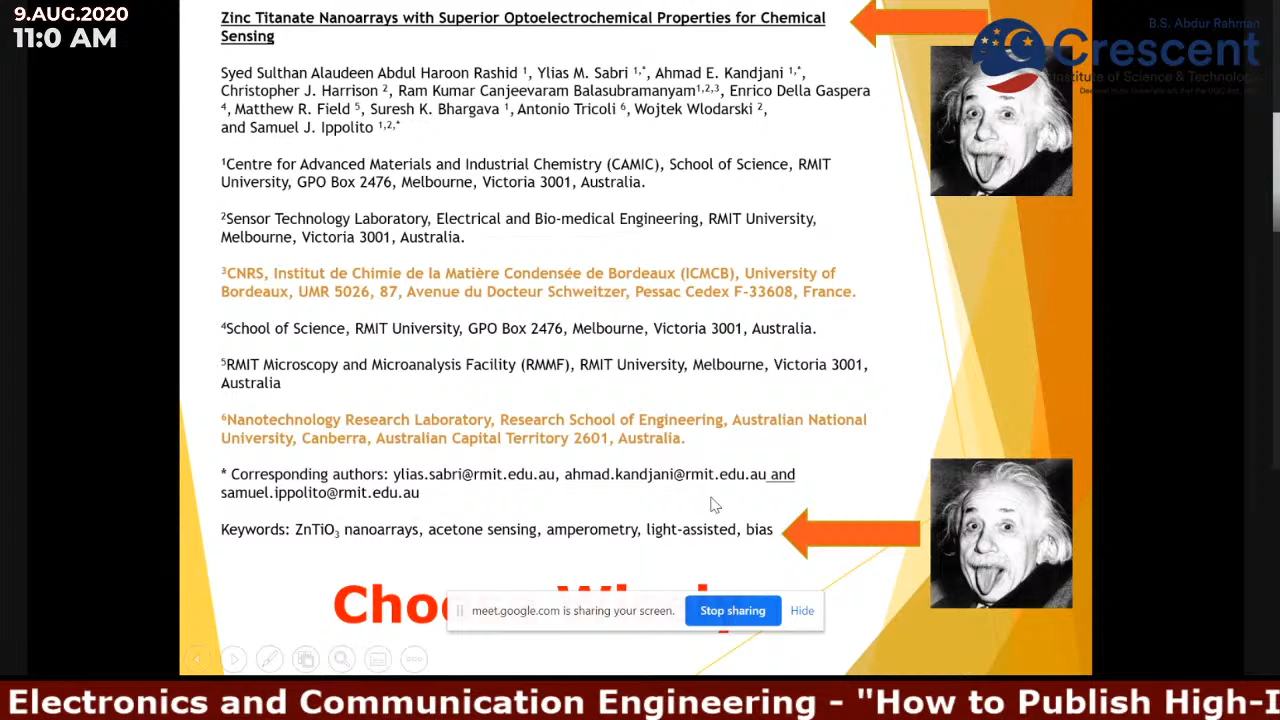 9.AUG.2020
11:0 AM
B.S. Abdur Rahman
Crescent
Institute of Science & Technology
Zinc Titanate Nanoarrays with Superior Optoelectrochemical Properties for Chemical
Sensing
Syed Sulthan Alaudeen Abdul Haroon Rashid ¹, Ylias M. Sabri ¹,*, Ahmad E. Kandjani ¹,*,
Christopher J. Harrison ², Ram Kumar Canjeevaram Balasubramanyam¹,²,³, Enrico Della Gaspera
⁴, Matthew R. Field ⁵, Suresh K. Bhargava ¹, Antonio Tricoli ⁶, Wojtek Wlodarski ²,
and Samuel J. Ippolito ¹,²,*
¹Centre for Advanced Materials and Industrial Chemistry (CAMIC), School of Science, RMIT
University, GPO Box 2476, Melbourne, Victoria 3001, Australia.
²Sensor Technology Laboratory, Electrical and Bio-medical Engineering, RMIT University,
Melbourne, Victoria 3001, Australia.
³CNRS, Institut de Chimie de la Matière Condensée de Bordeaux (ICMCB), University of
Bordeaux, UMR 5026, 87, Avenue du Docteur Schweitzer, Pessac Cedex F-33608, France.
⁴School of Science, RMIT University, GPO Box 2476, Melbourne, Victoria 3001, Australia.
⁵RMIT Microscopy and Microanalysis Facility (RMMF), RMIT University, Melbourne, Victoria 3001,
Australia
⁶Nanotechnology Research Laboratory, Research School of Engineering, Australian National
University, Canberra, Australian Capital Territory 2601, Australia.
* Corresponding authors: ylias.sabri@rmit.edu.au, ahmad.kandjani@rmit.edu.au and
samuel.ippolito@rmit.edu.au
Keywords: ZnTiO₃ nanoarrays, acetone sensing, amperometry, light-assisted, bias
meet.google.com is sharing your screen. Stop sharing Hide
Electronics and Communication Engineering - "How to Publish High-I